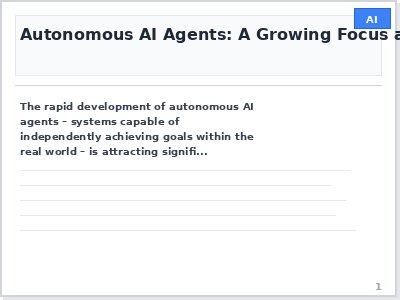 AI
Autonomous AI Agents: A Growing Focus a
The rapid development of autonomous AI
agents – systems capable of
independently achieving goals within the
real world – is attracting signifi...
1